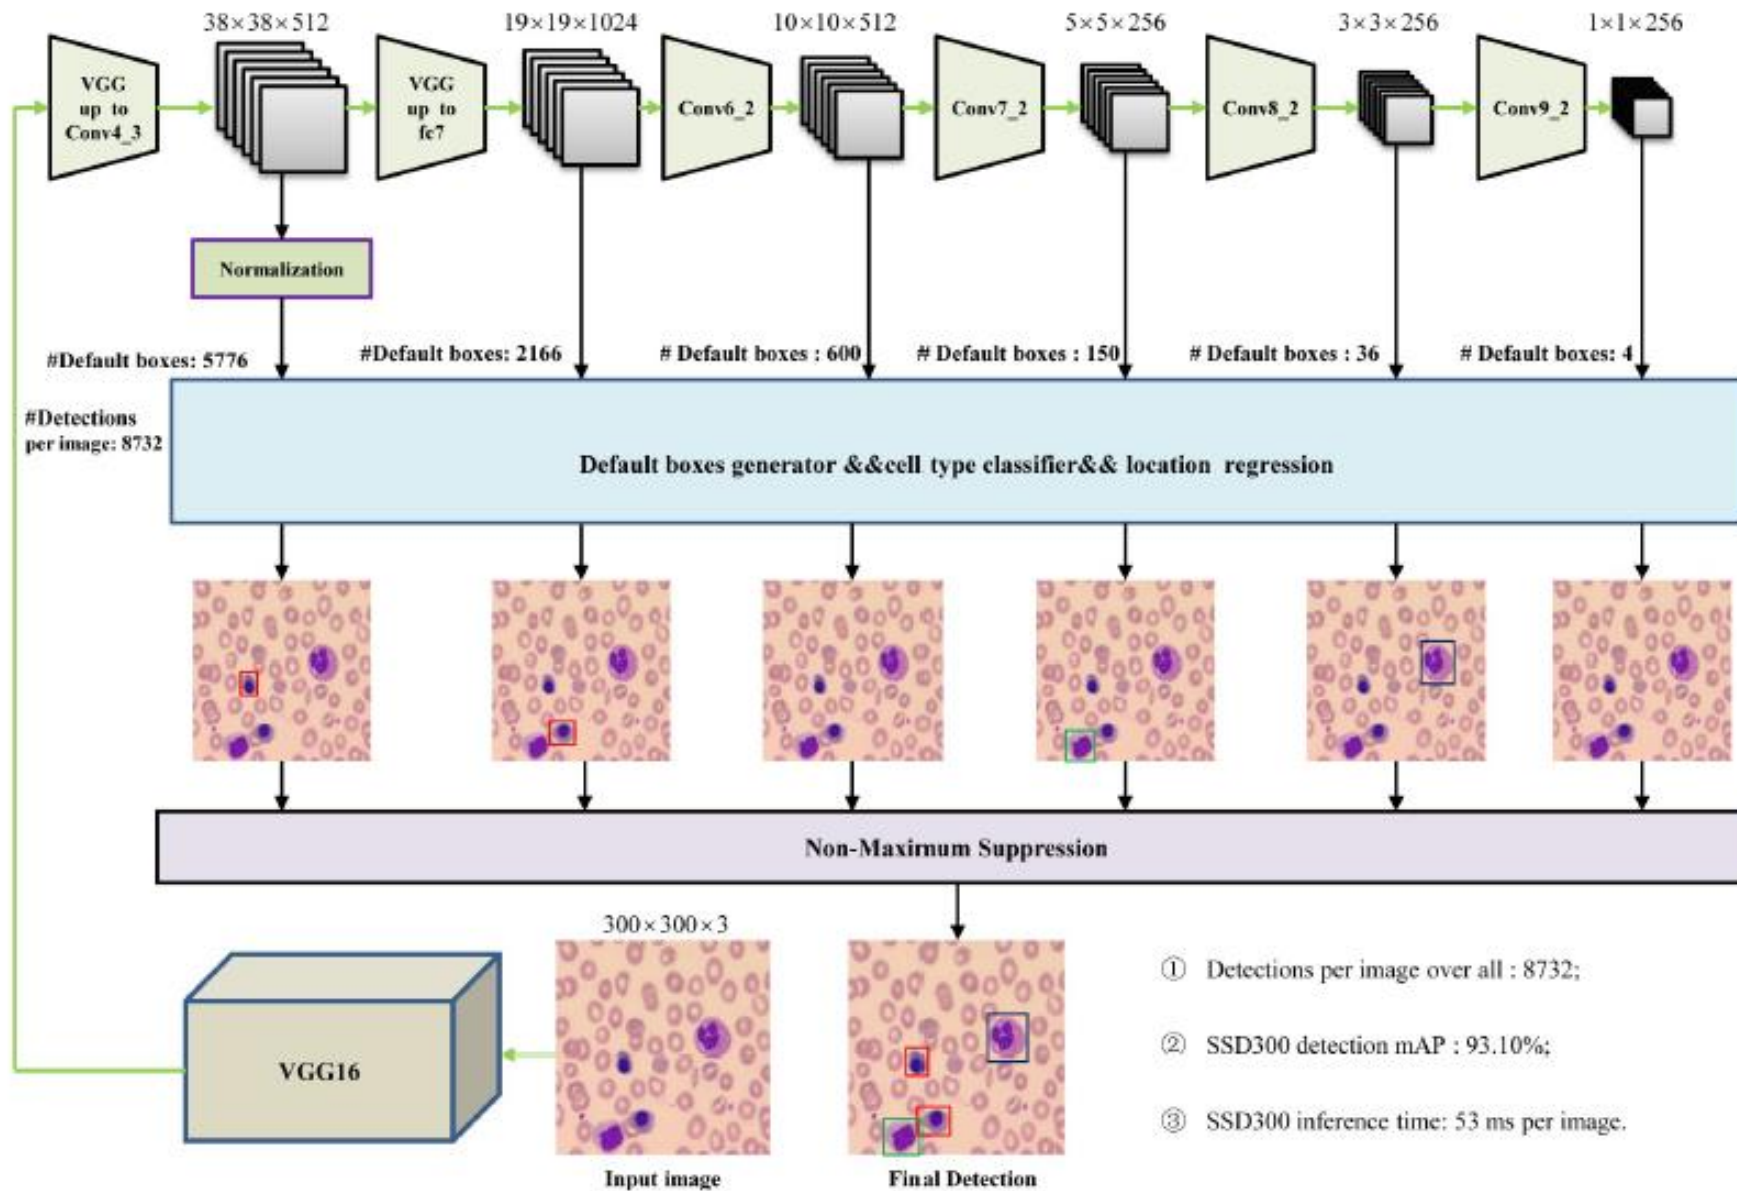 38×38×512
19×19×1024
10×10×512
5×5×256
3×3×256
1×1×256
VGG
up to
Conv4_3
VGG
up to
fc7
Conv6_2
Conv7_2
Conv8_2
Conv9_2
Normalization
#Default boxes: 5776
#Default boxes: 2166
# Default boxes : 600
# Default boxes : 150
# Default boxes : 36
# Default boxes: 4
#Detections
per image: 8732
Default boxes generator &&cell type classifier&& location regression
Non-Maximum Suppression
300×300×3
VGG16
Input image
Final Detection
① Detections per image over all : 8732;
② SSD300 detection mAP : 93.10%;
③ SSD300 inference time: 53 ms per image.